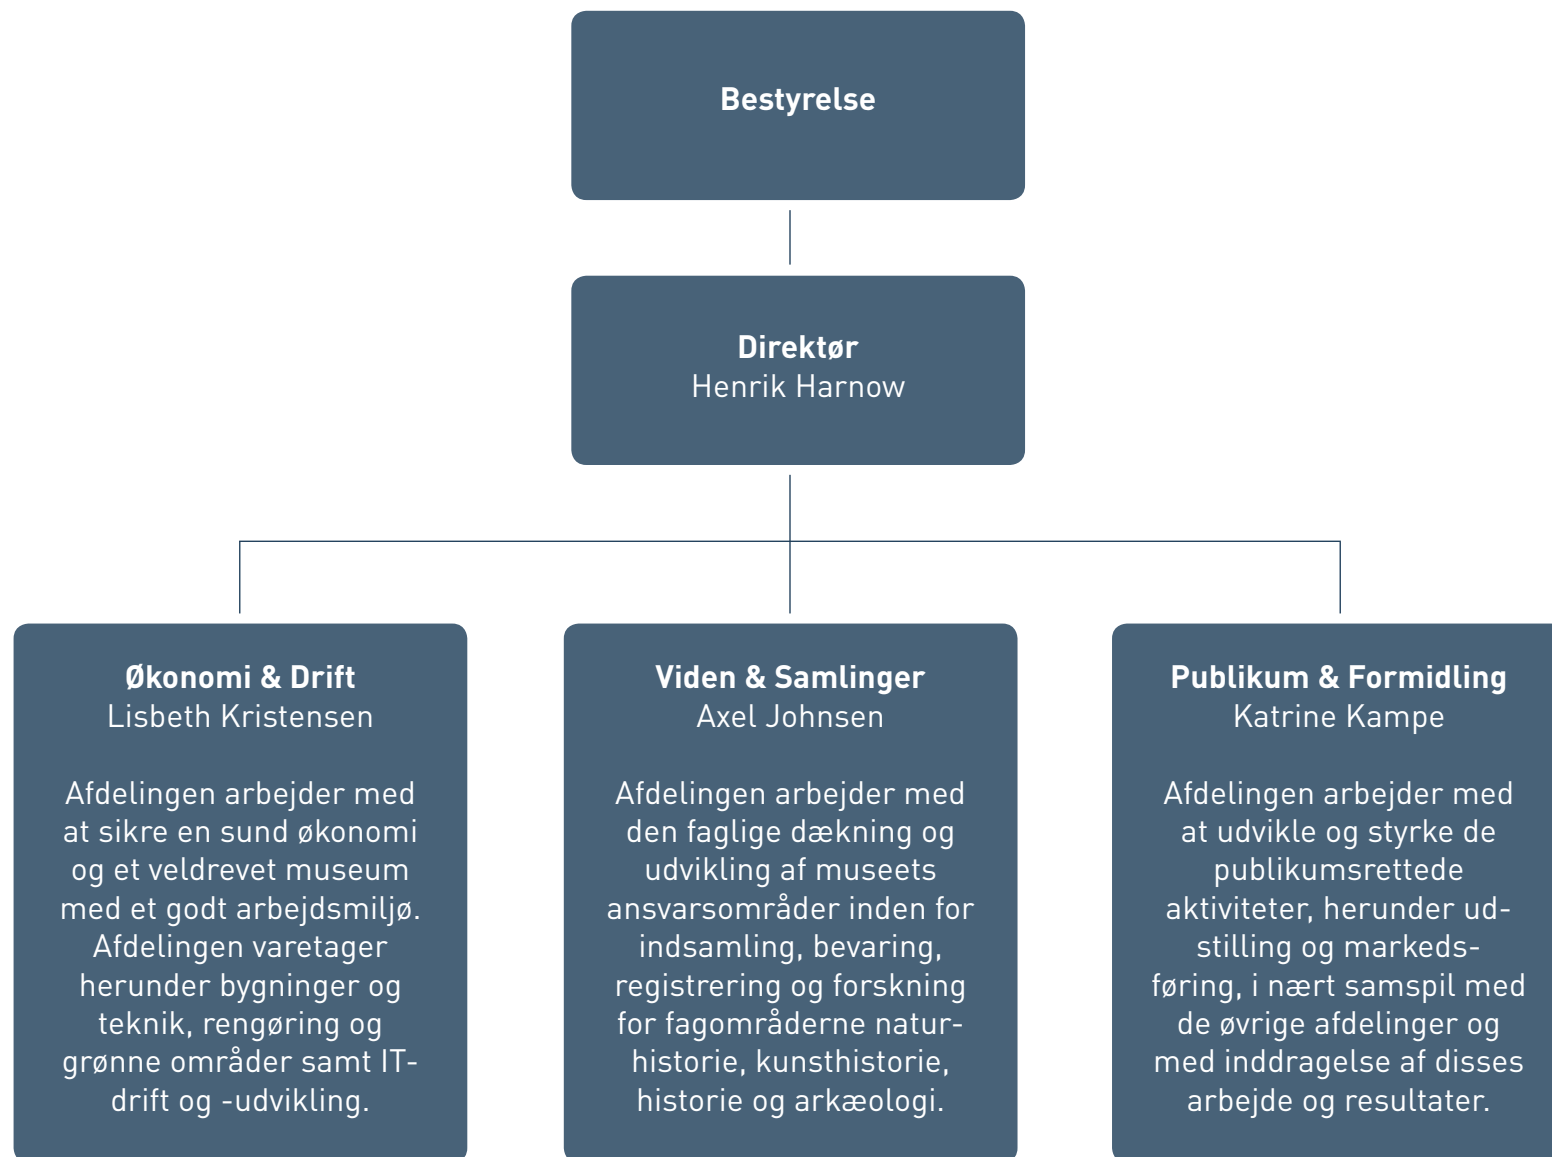 Bestyrelse
Direktør
Henrik Harnow
Økonomi & Drift
Lisbeth Kristensen
Afdelingen arbejder med
at sikre en sund økonomi
og et veldrevet museum
med et godt arbejdsmiljø.
Afdelingen varetager
herunder bygninger og
teknik, rengøring og
grønne områder samt IT-
drift og -udvikling.
Viden & Samlinger
Axel Johnsen
Afdelingen arbejder med
den faglige dækning og
udvikling af museets
ansvarsområder inden for
indsamling, bevaring,
registrering og forskning
for fagområderne natur-
historie, kunsthistorie,
historie og arkæologi.
Publikum & Formidling
Katrine Kampe
Afdelingen arbejder med
at udvikle og styrke de
publikumsrettede
aktiviteter, herunder ud-
stilling og markeds-
føring, i nært samspil med
de øvrige afdelinger og
med inddragelse af disses
arbejde og resultater.